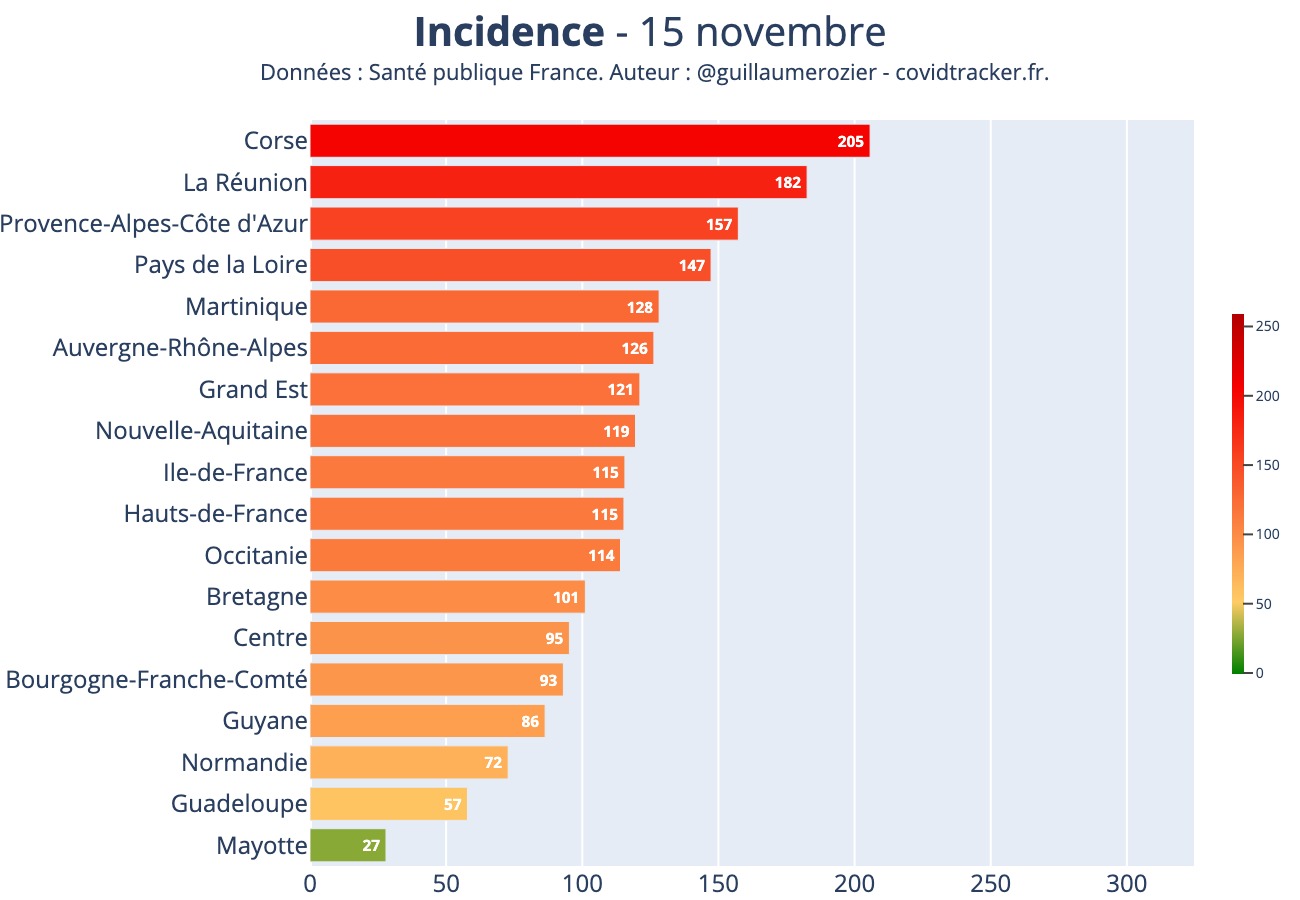 Incidence - 15 novembre
Données : Santé publique France. Auteur : @guillaumerozier - covidtracker.fr.
Corse 205
La Réunion 182
Provence-Alpes-Côte d'Azur 157
Pays de la Loire 147
Martinique 128
Auvergne-Rhône-Alpes 126
Grand Est 121
Nouvelle-Aquitaine 119
Ile-de-France 115
Hauts-de-France 115
Occitanie 114
Bretagne 101
Centre 95
Bourgogne-Franche-Comté 93
Guyane 86
Normandie 72
Guadeloupe 57
Mayotte 27
0 50 100 150 200 250 300
250
200
150
100
50
0